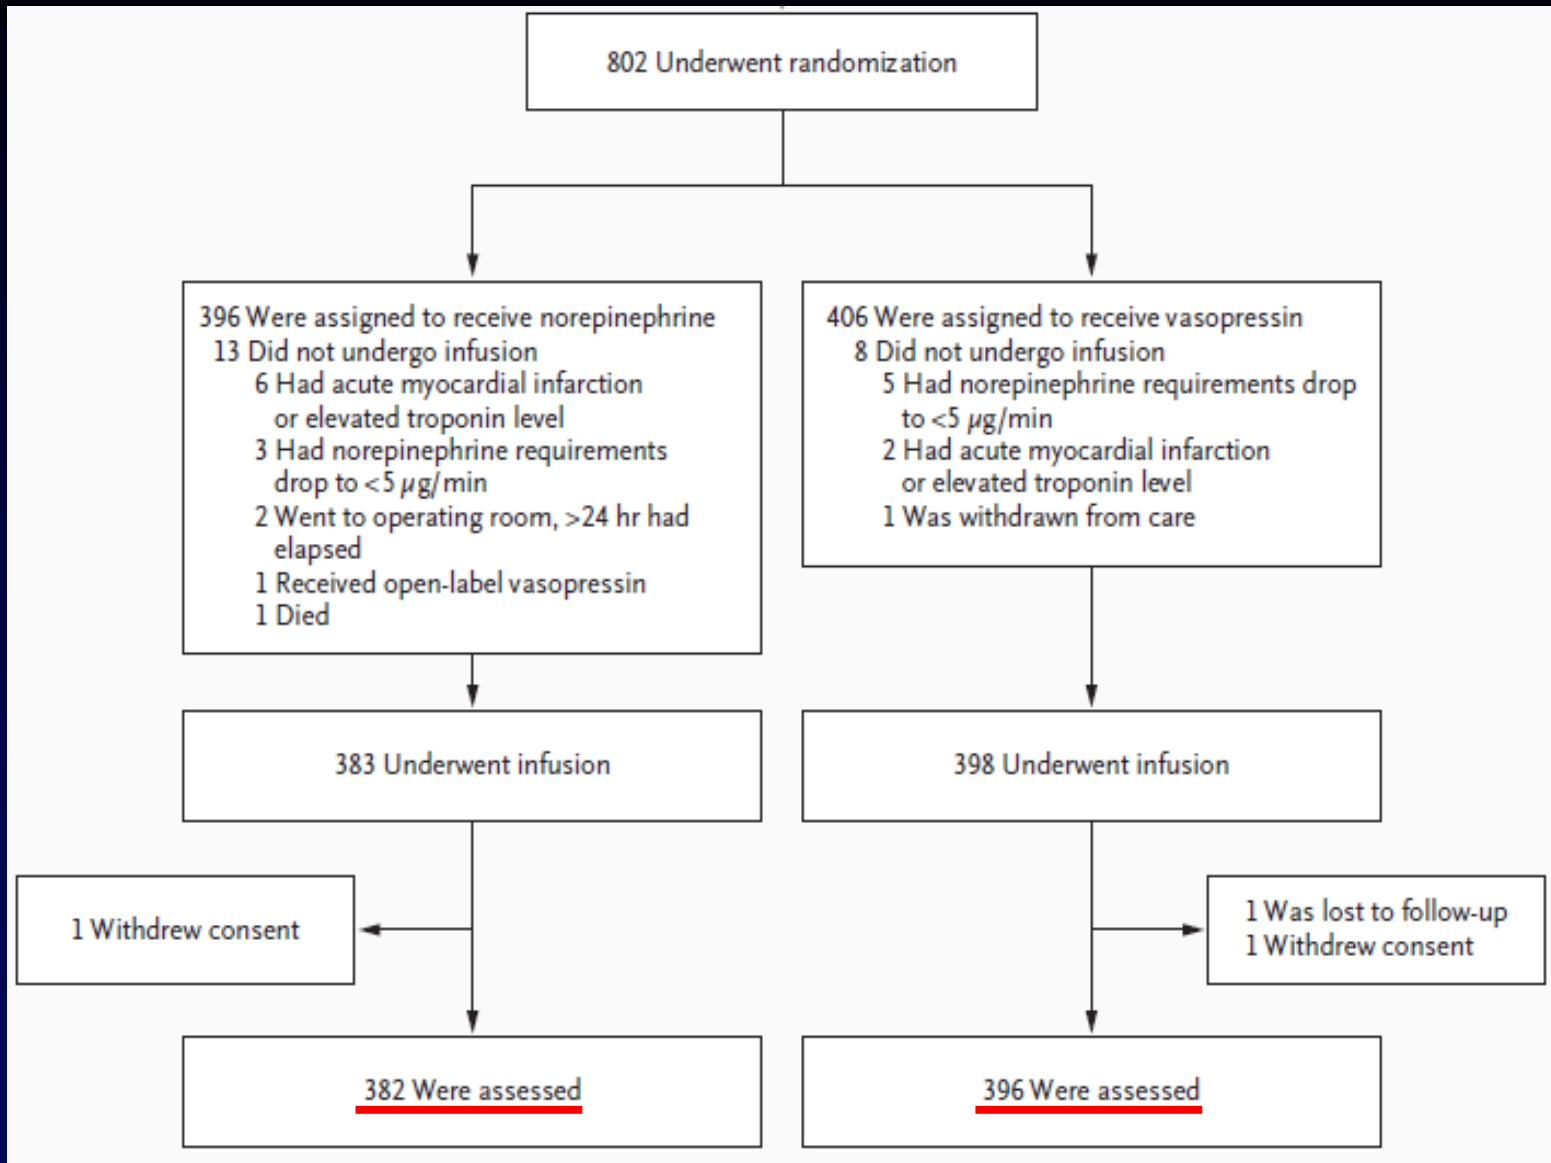 802 Underwent randomization
396 Were assigned to receive norepinephrine
13 Did not undergo infusion
6 Had acute myocardial infarction
or elevated troponin level
3 Had norepinephrine requirements
drop to <5 µg/min
2 Went to operating room, >24 hr had
elapsed
1 Received open-label vasopressin
1 Died
406 Were assigned to receive vasopressin
8 Did not undergo infusion
5 Had norepinephrine requirements drop
to <5 µg/min
2 Had acute myocardial infarction
or elevated troponin level
1 Was withdrawn from care
383 Underwent infusion
398 Underwent infusion
1 Withdrew consent
1 Was lost to follow-up
1 Withdrew consent
382 Were assessed
396 Were assessed